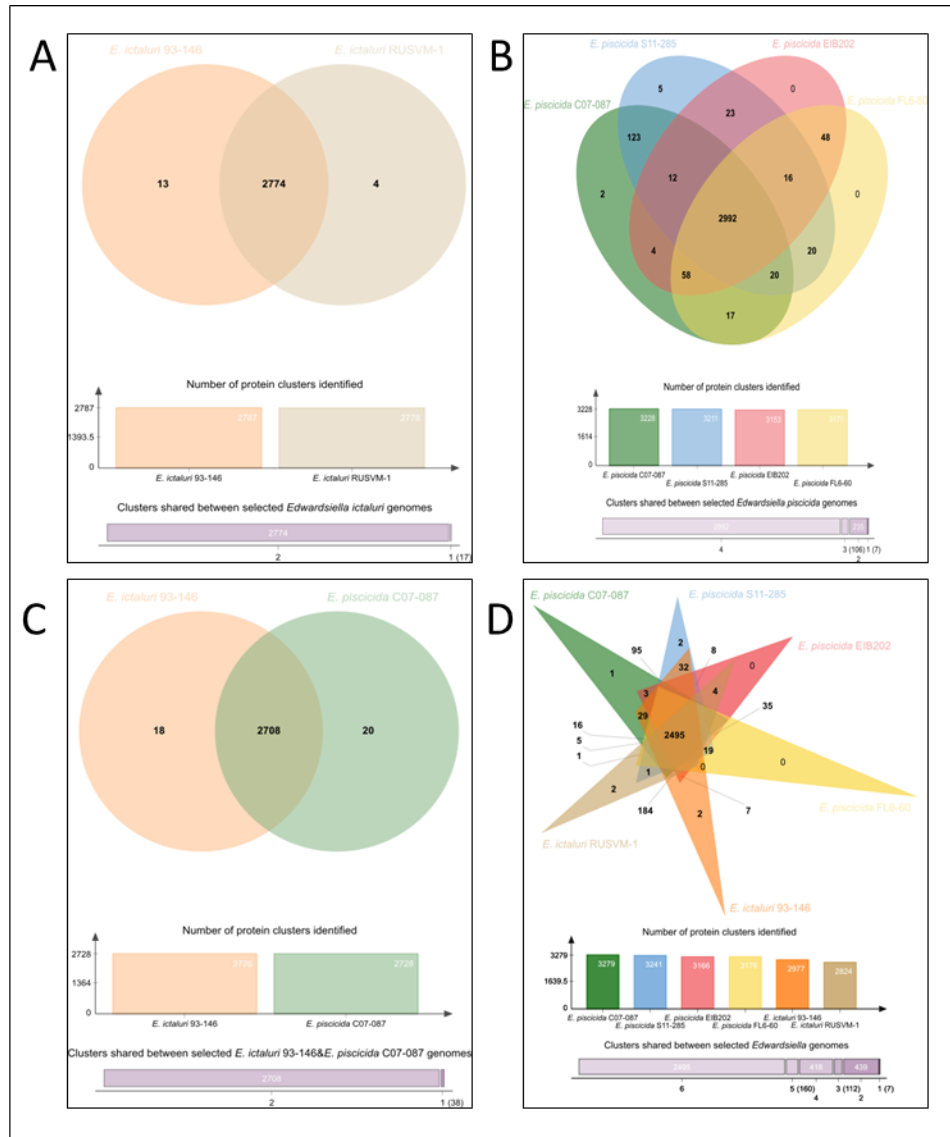 A
E. ictaluri 93-146
E. ictaluri RUSVM-1
13
2774
4
Number of protein clusters identified
2787
1393.5
0
2787
2778
E. ictaluri 93-146
E. ictaluri RUSVM-1
Clusters shared between selected Edwardsiella ictaluri genomes
2774
2
1 (17)
B
E. piscicida S11-285
E. piscicida EIB202
E. piscicida C07-087
E. piscicida FL6-60
5
0
23
123
48
12
16
2
0
2992
4
20
58
20
17
Number of protein clusters identified
3228
1614
0
3228
3211
3153
E. piscicida C07-087
E. piscicida EIB202
E. piscicida S11-285
E. piscicida FL6-60
Clusters shared between selected Edwardsiella piscicida genomes
2992
235
4
3 (106)
1 (7)
2
C
E. ictaluri 93-146
E. piscicida C07-087
18
2708
20
Number of protein clusters identified
2728
1364
0
2728
E. ictaluri 93-146
E. piscicida C07-087
Clusters shared between selected E. ictaluri 93-146&E. piscicida C07-087 genomes
2708
2
1 (38)
D
E. piscicida C07-087
E. piscicida S11-285
E. piscicida EIB202
2
95
8
32
0
1
4
3
35
29
16
2495
5
19
1
0
0
1
2
E. piscicida FL6-60
184
2
7
E. ictaluri RUSVM-1
E. ictaluri 93-146
Number of protein clusters identified
3279
1639.5
0
3279
3241
3166
2977
2824
E. piscicida C07-087
E. piscicida EIB202
E. ictaluri 93-146
E. piscicida S11-285
E. piscicida FL6-60
E. ictaluri RUSVM-1
Clusters shared between selected Edwardsiella genomes
2495
418
439
6
5 (160)
3 (112)
1 (7)
4
2